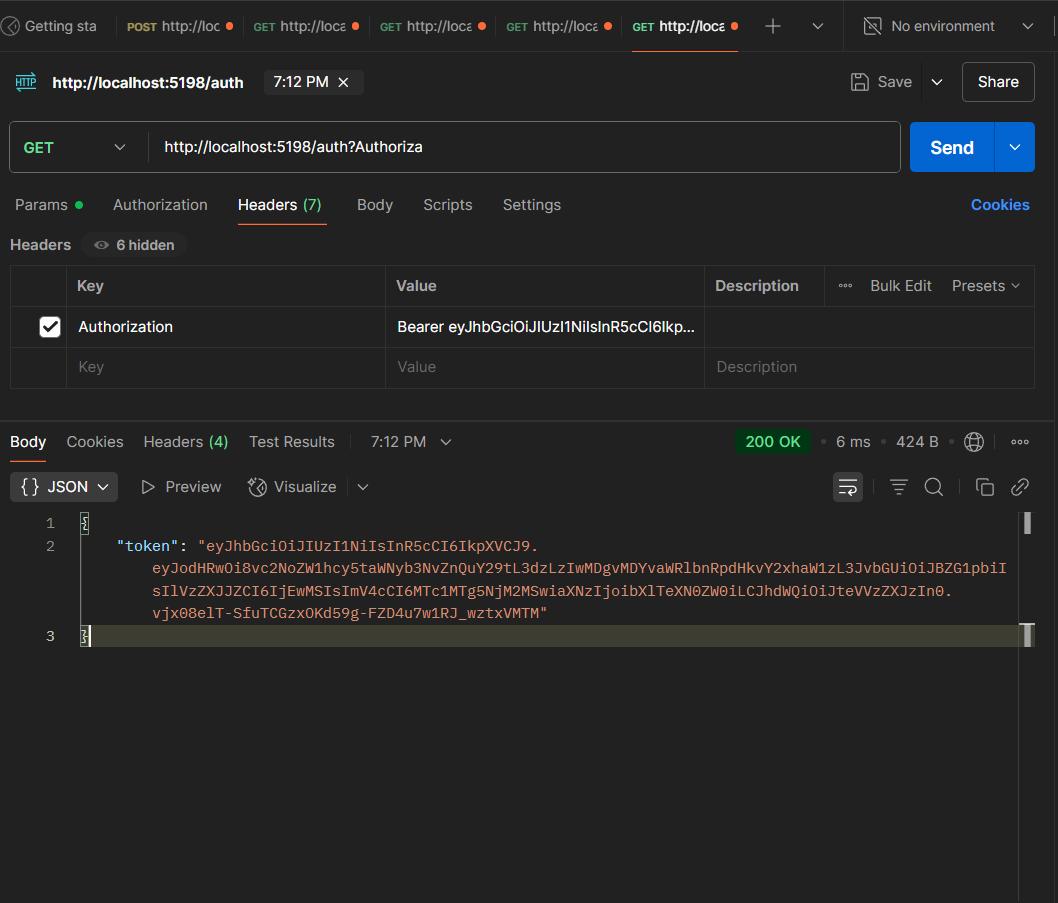 Getting sta
POST http://loc
GET http://loca
GET http://loca
GET http://loca
GET http://loca
No environment
HTTP
http://localhost:5198/auth
7:12 PM
Save
Share
GET
http://localhost:5198/auth?Authoriza
Send
Params
Authorization
Headers (7)
Body
Scripts
Settings
Cookies
Headers
6 hidden
Key
Value
Description
Bulk Edit
Presets
Authorization
Bearer eyJhbGciOiJIUzI1NiIsInR5cCI6Ikp...
Key
Value
Description
Body
Cookies
Headers (4)
Test Results
7:12 PM
200 OK
6 ms
424 B
{} JSON
Preview
Visualize
1 {
2 "token": "eyJhbGciOiJIUzI1NiIsInR5cCI6IkpXVCJ9.
eyJodHRwOi8vc2NoZW1hcy5taWNyb3NvZnQuY29tL3dzLzIwMDgvMDYvaWRlbnRpdHkvY2xhaW1zL3JvbGUiOiJBZG1pbiI
sIlVzZXJJZCI6IjEwMSIsImV4cCI6MTc1MTg5NjM2MSwiaXNzIjoibXlTeXN0ZW0iLCJhdWQiOiJteVVzZXJzIn0.
vjx08elT-SfuTCGzxOKd59g-FZD4u7w1RJ_wztxVMTM"
3 }